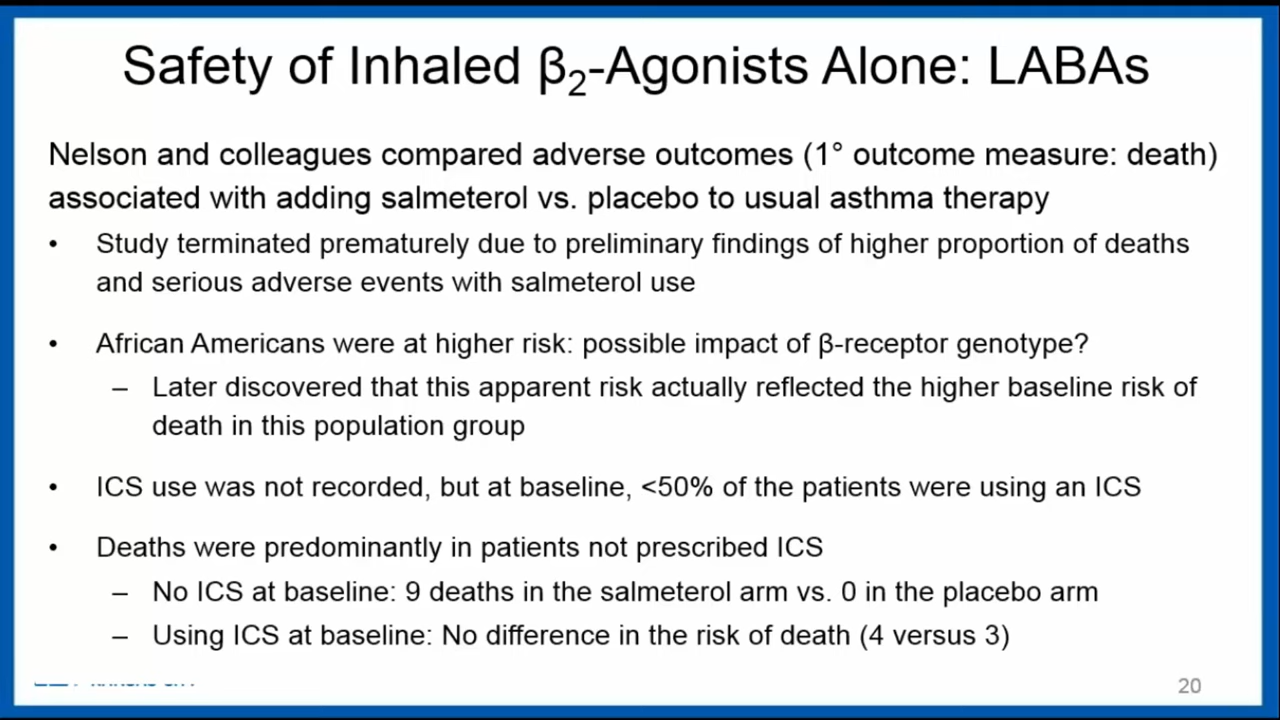 Safety of Inhaled β₂-Agonists Alone: LABAs
Nelson and colleagues compared adverse outcomes (1° outcome measure: death)
associated with adding salmeterol vs. placebo to usual asthma therapy
• Study terminated prematurely due to preliminary findings of higher proportion of deaths
and serious adverse events with salmeterol use
• African Americans were at higher risk: possible impact of β-receptor genotype?
– Later discovered that this apparent risk actually reflected the higher baseline risk of
death in this population group
• ICS use was not recorded, but at baseline, <50% of the patients were using an ICS
• Deaths were predominantly in patients not prescribed ICS
– No ICS at baseline: 9 deaths in the salmeterol arm vs. 0 in the placebo arm
– Using ICS at baseline: No difference in the risk of death (4 versus 3)
20